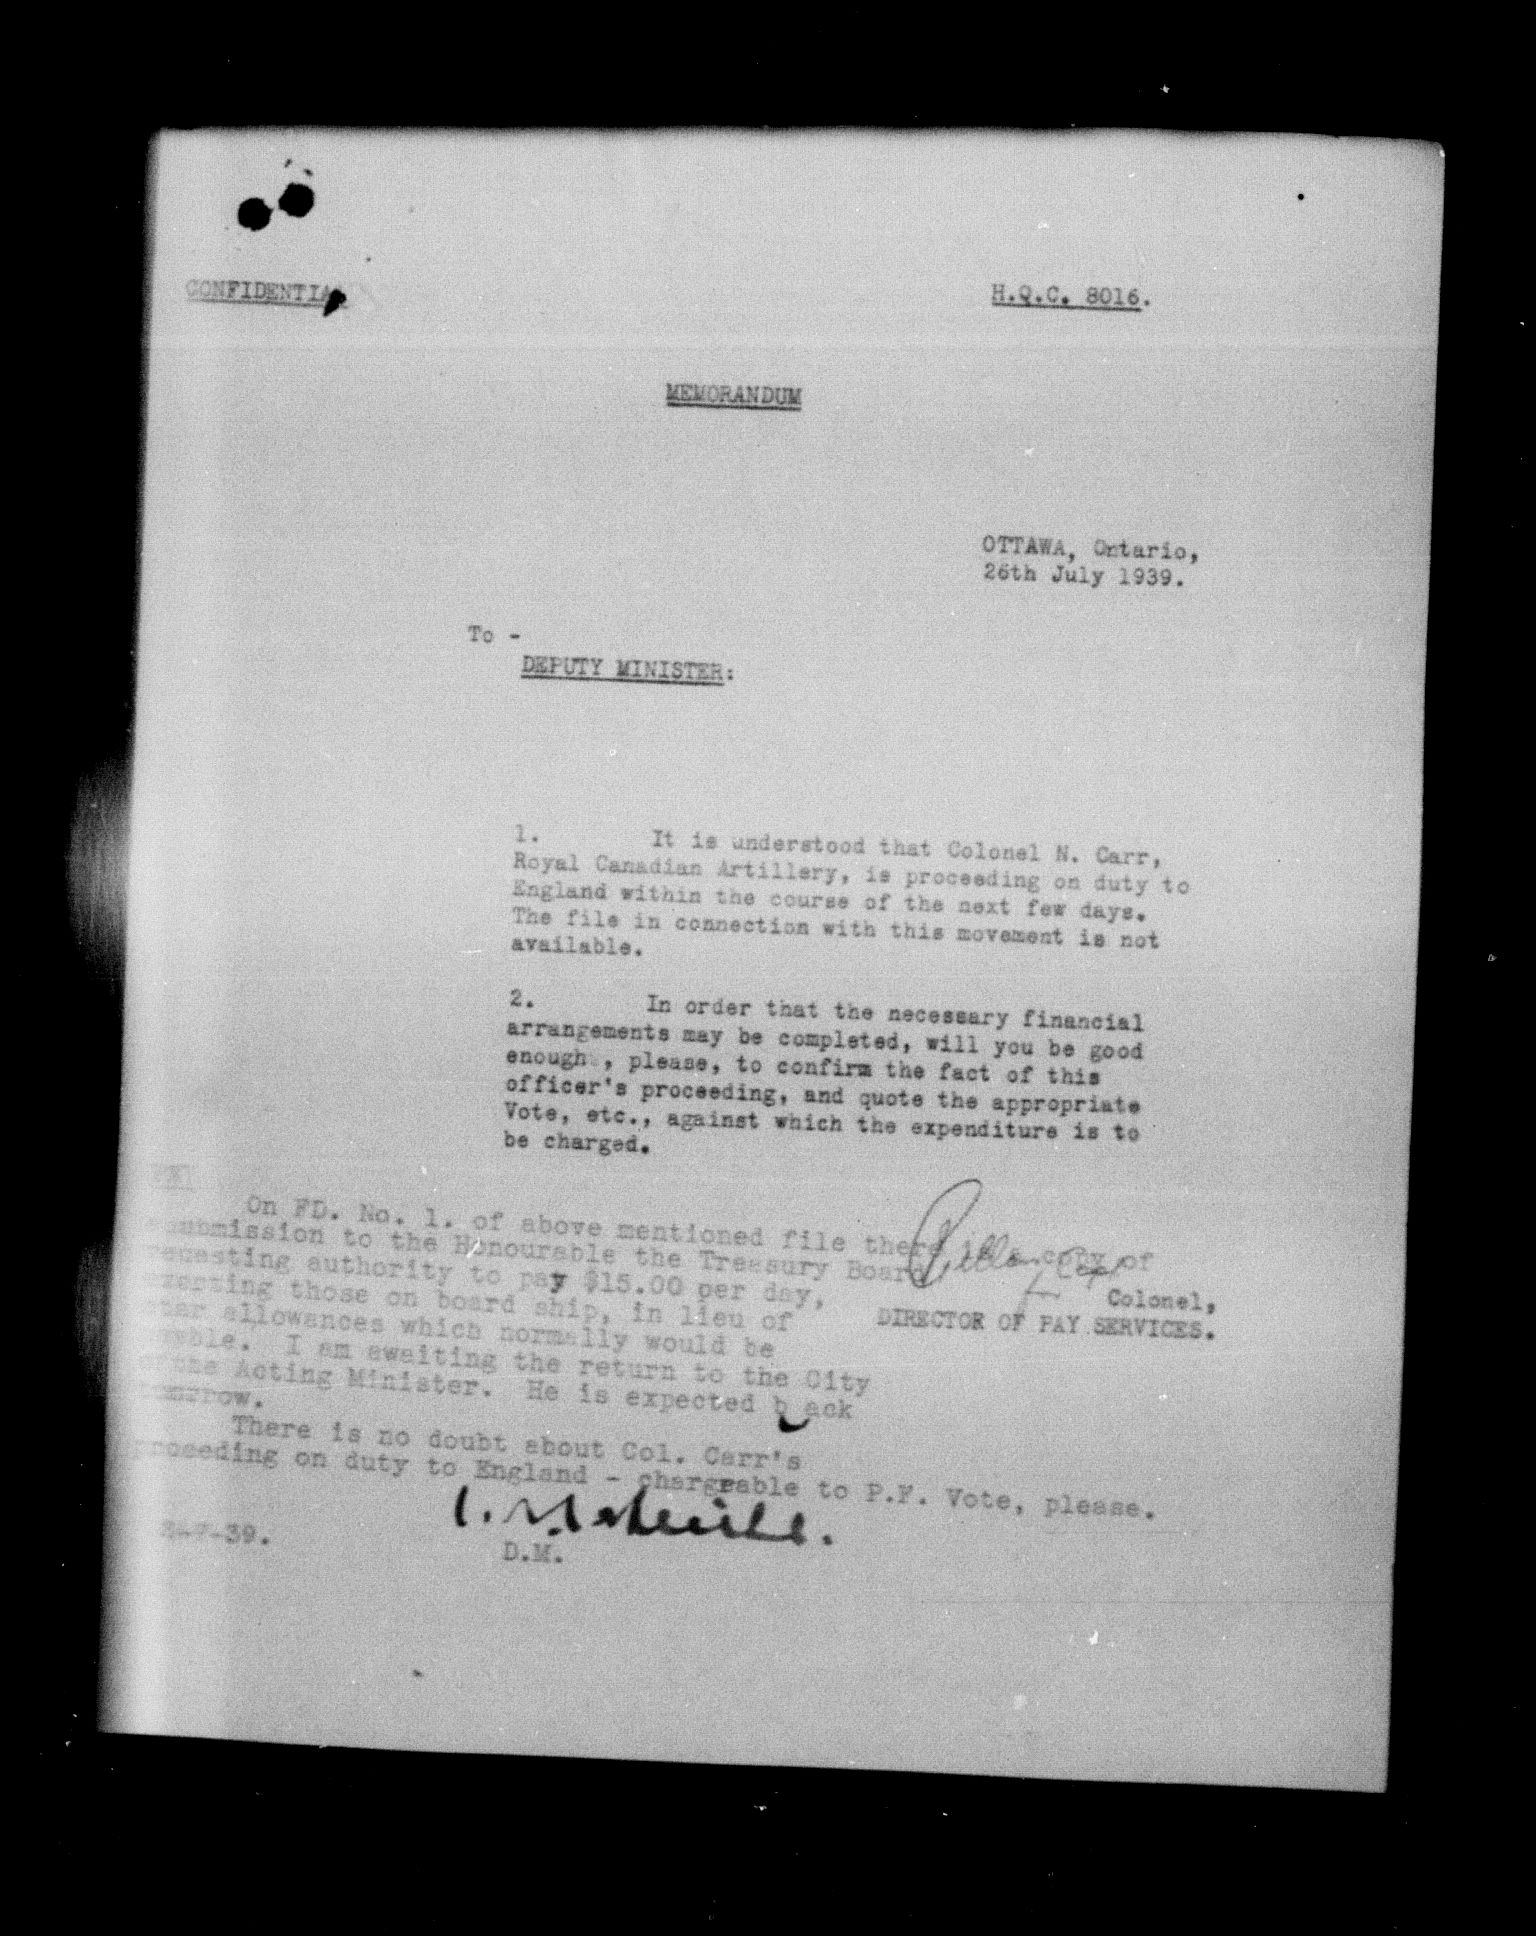 CONFIDENTIAL
H.Q.C. 8016.
MEMORANDUM
OTTAWA, Ontario,
26th July 1939.
To -
DEPUTY MINISTER:
1. It is understood that Colonel N. Carr,
Royal Canadian Artillery, is proceeding on duty to
England within the course of the next few days.
The file in connection with this movement is not
available.
2. In order that the necessary financial
arrangements may be completed, will you be good
enough , please, to confirm the fact of this
officer's proceeding, and quote the appropriate
Vote, etc., against which the expenditure is to
be charged.
Colonel,
DIRECTOR OF PAY SERVICES.
On FD. No. 1. of above mentioned file there is a copy of
submission to the Honourable the Treasury Board
authority to pay $15.00 per day,
those on board ship, in lieu of
allowances which normally would be
I am awaiting the return to the City
the Acting Minister. He is expected b ack
There is no doubt about Col. Carr's
proceeding on duty to England - chargeable to P.F. Vote, please.
39.
D.M.